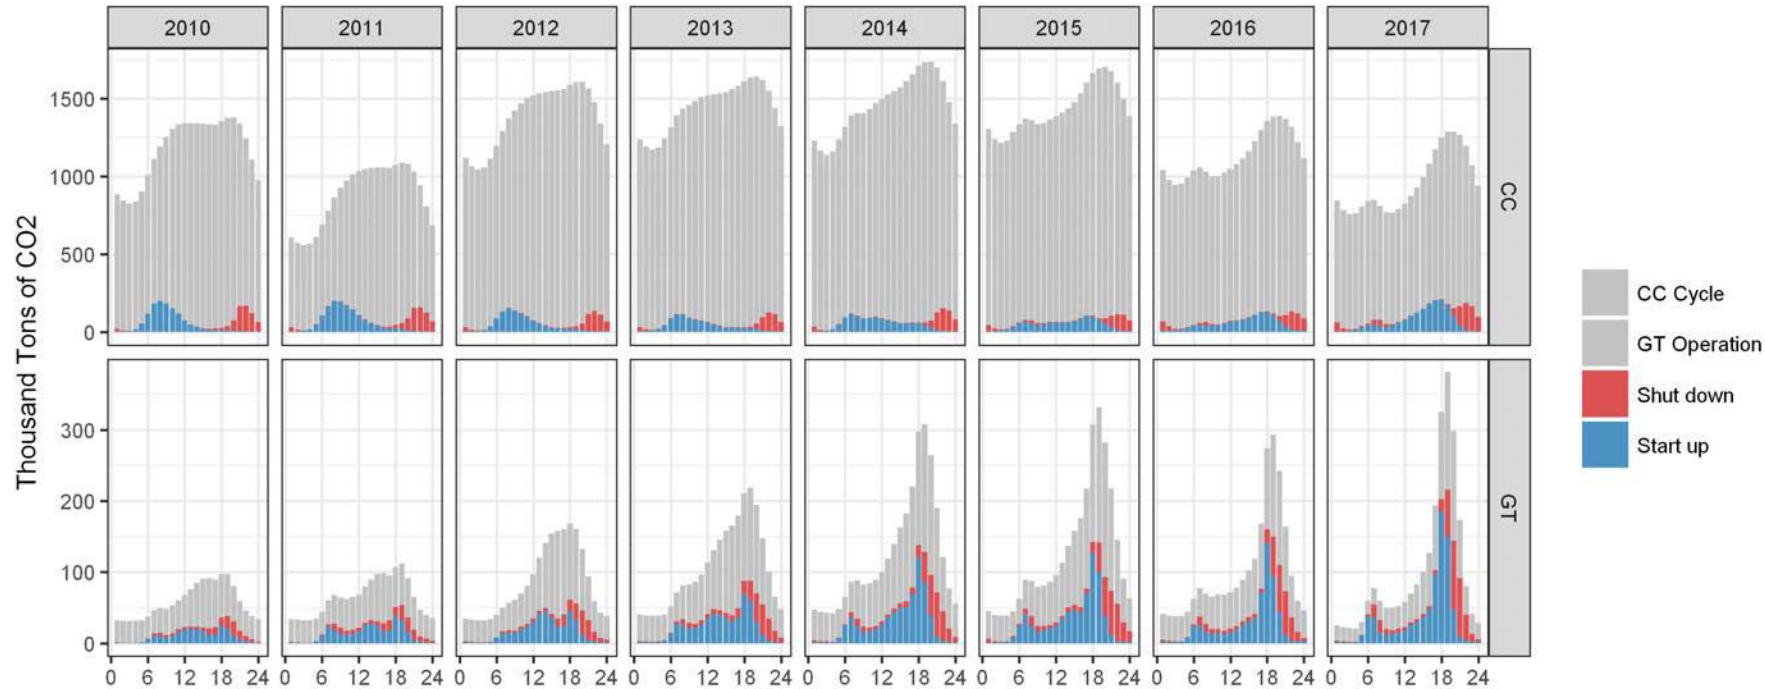 2010 2011 2012 2013 2014 2015 2016 2017
Thousand Tons of CO2
1500
1000
500
0
CC
300
200
100
0
GT
0 6 12 18 24 0 6 12 18 24 0 6 12 18 24 0 6 12 18 24 0 6 12 18 24 0 6 12 18 24 0 6 12 18 24 0 6 12 18 24
CC Cycle
GT Operation
Shut down
Start up